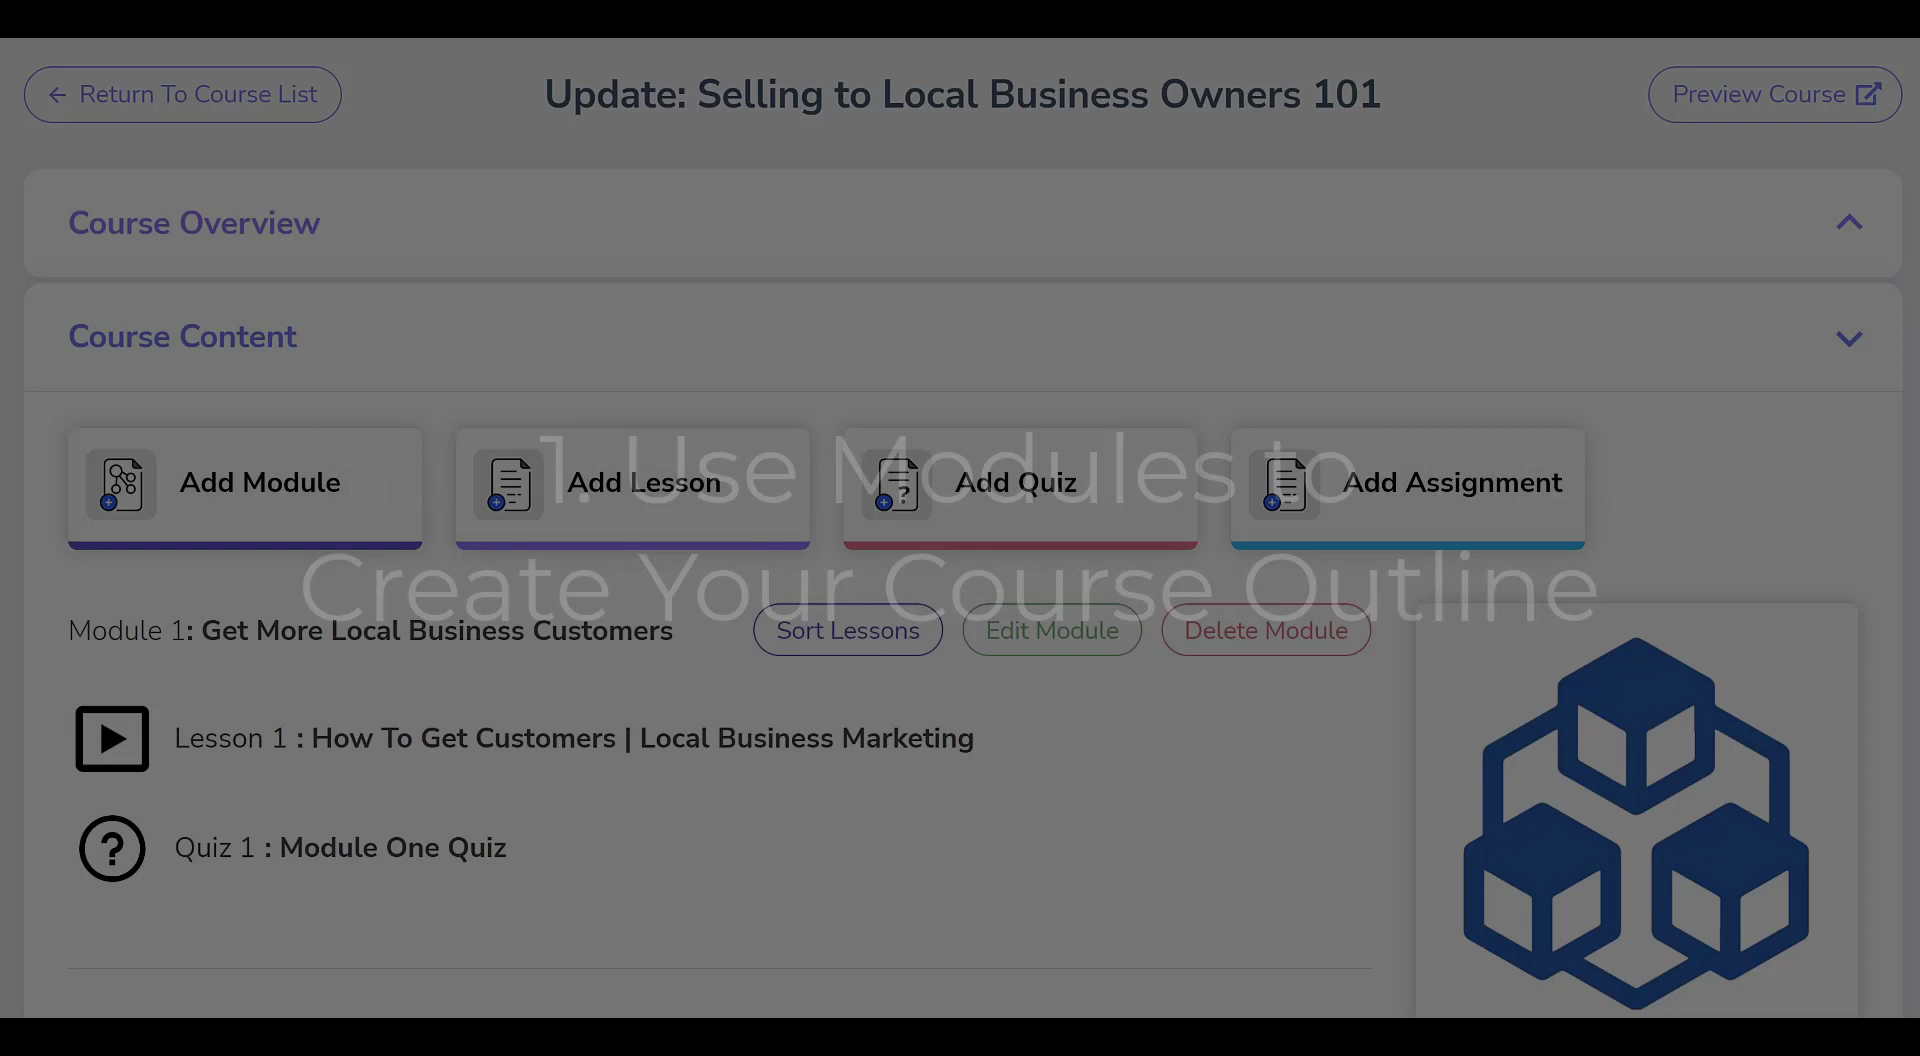 Return To Course List
Update: Selling to Local Business Owners 101
Preview Course
Course Overview
Course Content
Add Module
Add Lesson
Add Quiz
Add Assignment
1. Use Modules to
Create Your Course Outline
Module 1: Get More Local Business Customers
Sort Lessons
Edit Module
Delete Module
Lesson 1 : How To Get Customers | Local Business Marketing
Quiz 1 : Module One Quiz